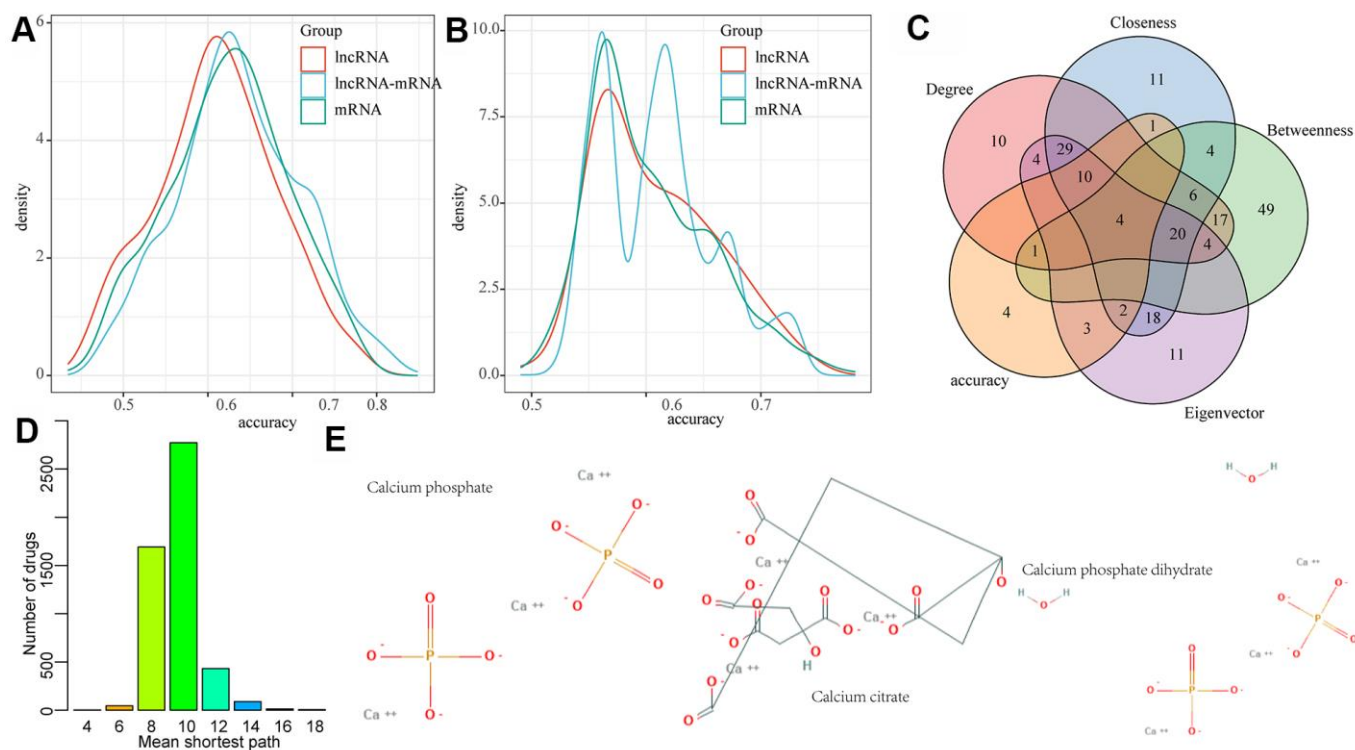 A
6
4
2
0
density
0.5
0.6
0.7
0.8
accuracy
Group
lncRNA
lncRNA-mRNA
mRNA
B
10.0
7.5
5.0
2.5
0.0
density
0.5
0.6
0.7
accuracy
Group
lncRNA
lncRNA-mRNA
mRNA
C
Closeness
Degree
Betweenness
accuracy
Eigenvector
11
10
1
4
4
29
10
6
17
49
4
20
4
1
4
3
2
18
11
D
Number of drugs
2500
1500
500
0
4 6 8 10 12 14 16 18
Mean shortest path
E
Calcium phosphate
Ca ++
Ca ++
Ca ++
O
O -
O -
P
O
O -
O
O -
O -
P
O -
Calcium citrate
Ca ++
Ca ++
Ca ++
O
O -
O
O -
O
O -
O
O -
O
O -
O
O -
O
H
O
Calcium phosphate dihydrate
H H
O
H H
O
Ca ++
Ca ++
Ca ++
O -
O -
P
O
O -
O
O -
P
O -
O -